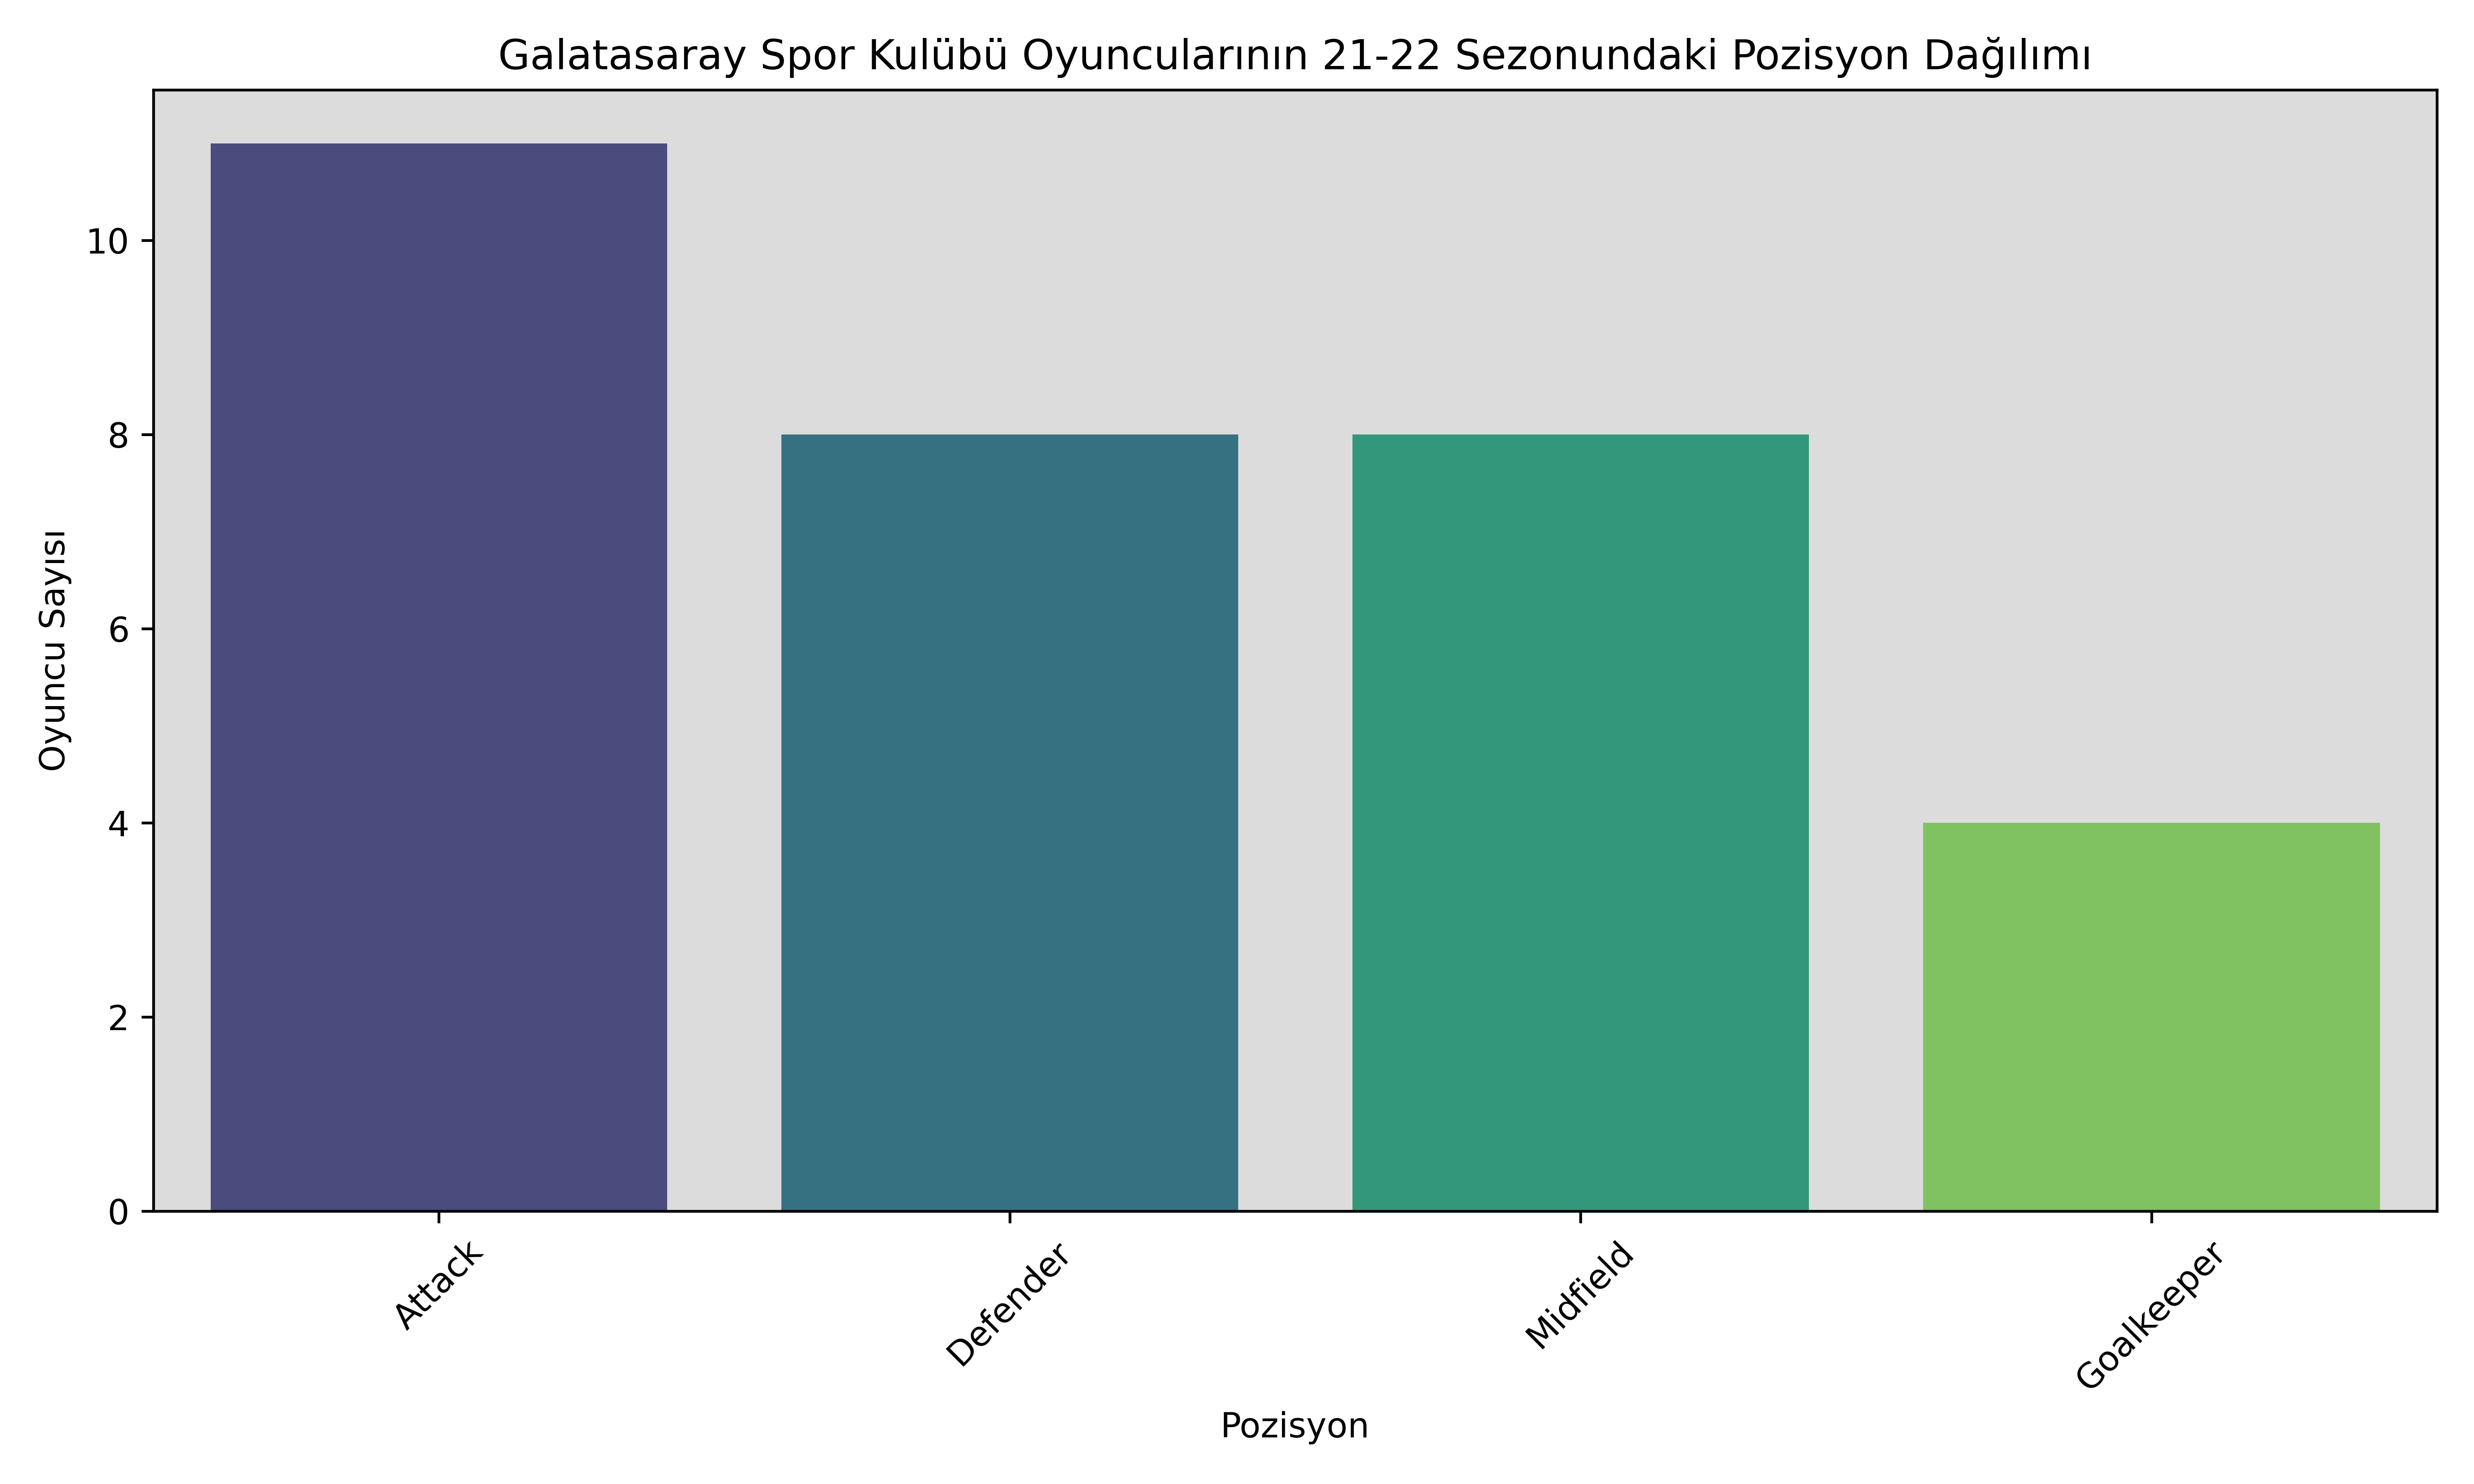 Galatasaray Spor Kulübü Oyuncularının 21-22 Sezonundaki Pozisyon Dağılımı
Oyuncu Sayısı
10
8
6
4
2
0
Attack
Defender
Midfield
Goalkeeper
Pozisyon